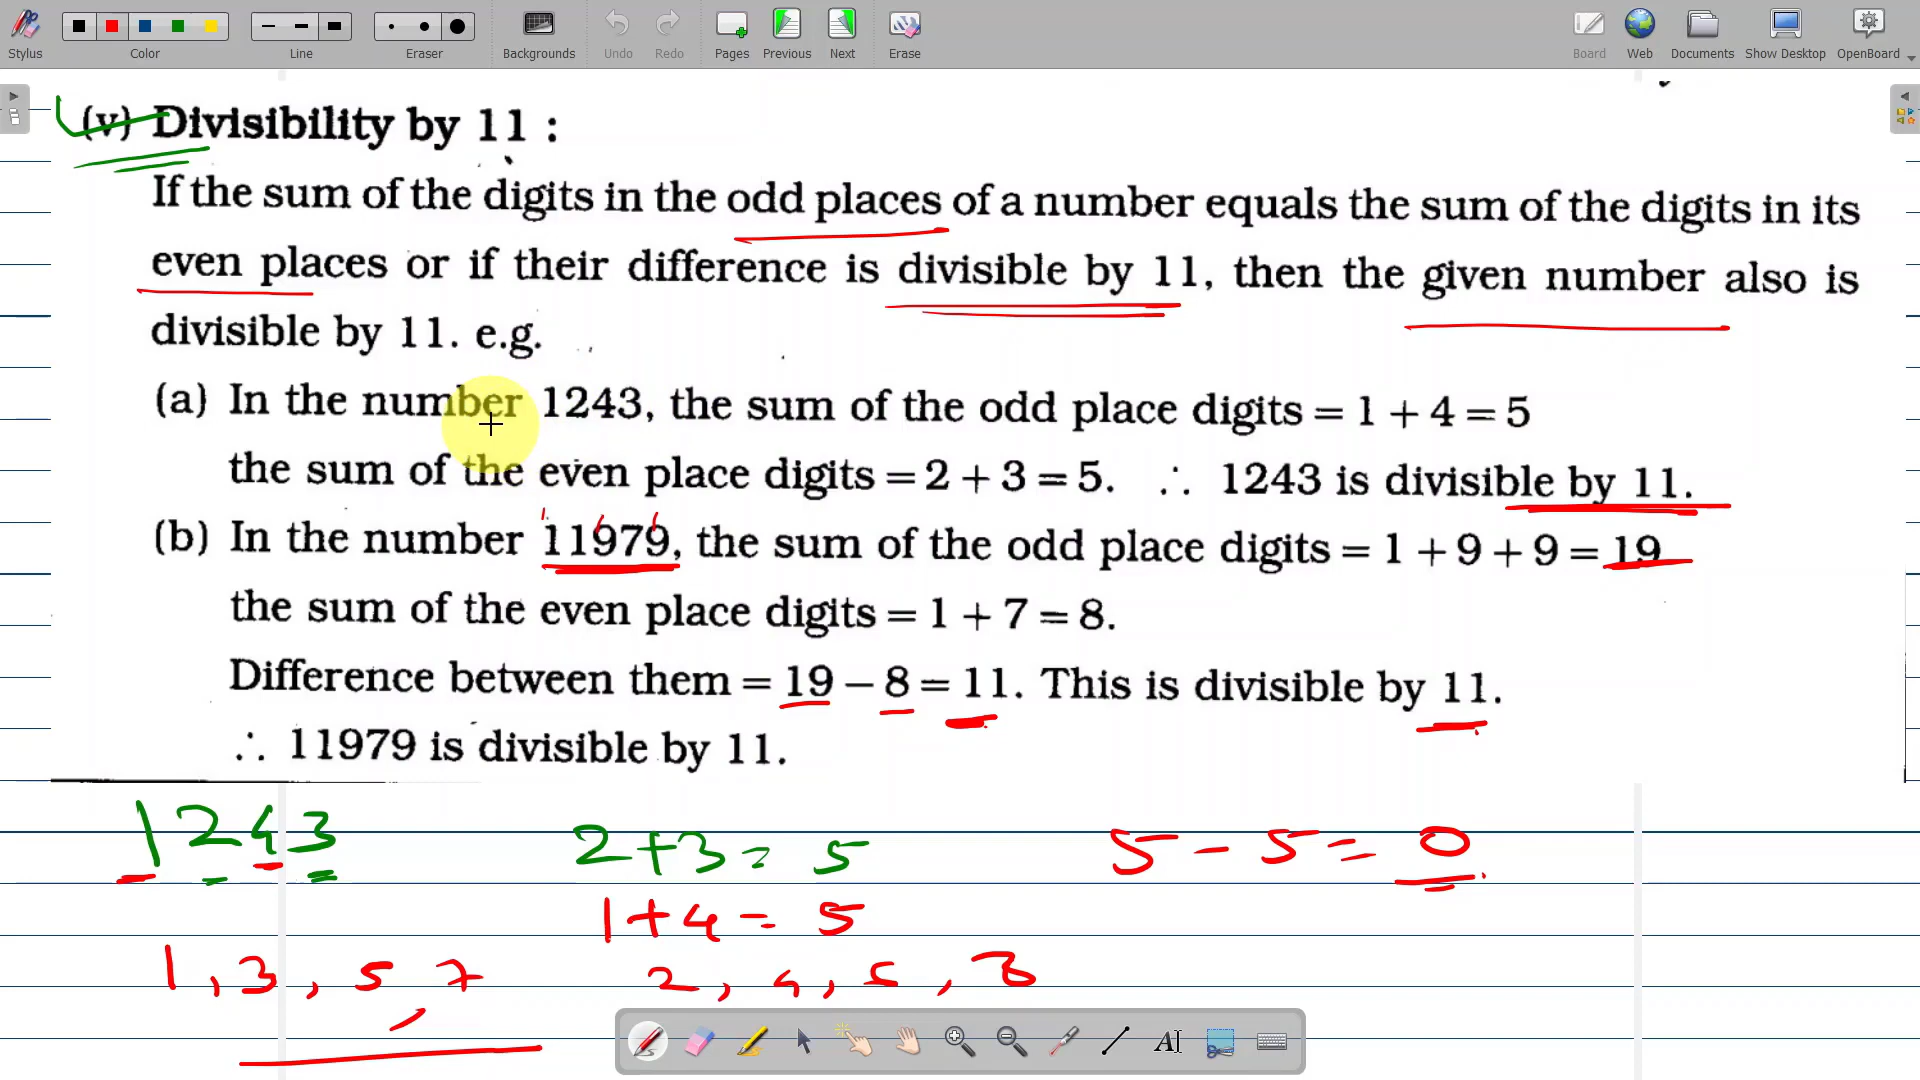 Stylus Color Line Eraser Backgrounds Undo Redo Pages Previous Next Erase Board Web Documents Show Desktop OpenBoard
(v) Divisibility by 11 :
If the sum of the digits in the odd places of a number equals the sum of the digits in its
even places or if their difference is divisible by 11, then the given number also is
divisible by 11. e.g.
(a) In the number 1243, the sum of the odd place digits = 1 + 4 = 5
the sum of the even place digits = 2 + 3 = 5. ∴ 1243 is divisible by 11.
(b) In the number 11979, the sum of the odd place digits = 1 + 9 + 9 = 19
the sum of the even place digits = 1 + 7 = 8.
Difference between them = 19 − 8 = 11. This is divisible by 11.
∴ 11979 is divisible by 11.
1243 2+3= 5 5 - 5 = 0
1+4= 5
1, 3, 5, 7 2, 4,